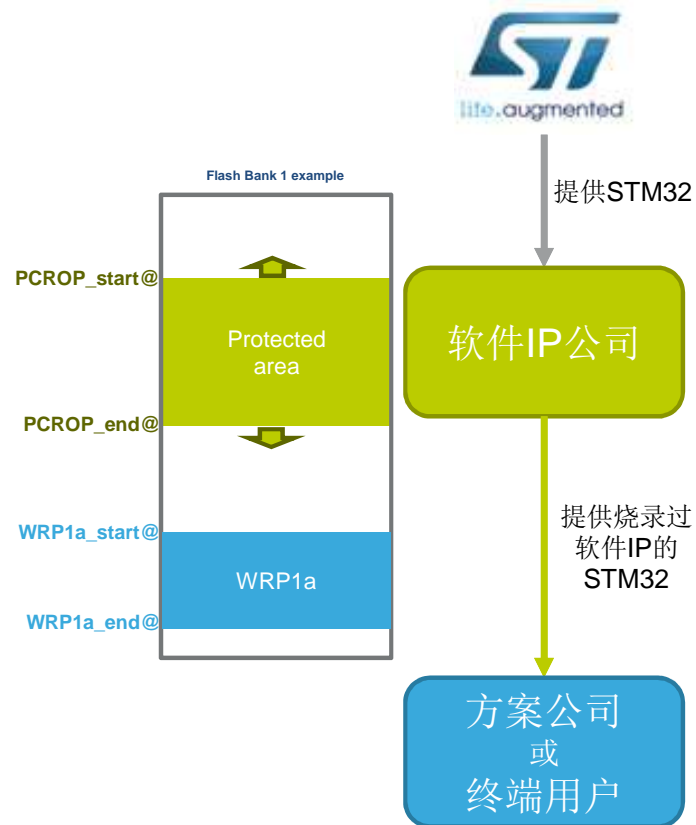 life.augmented
Flash Bank 1 example
提供STM32
PCROP_start@
Protected
area
软件IP公司
PCROP_end@
WRP1a_start@
提供烧录过
软件IP的
STM32
WRP1a
WRP1a_end@
方案公司
或
终端用户